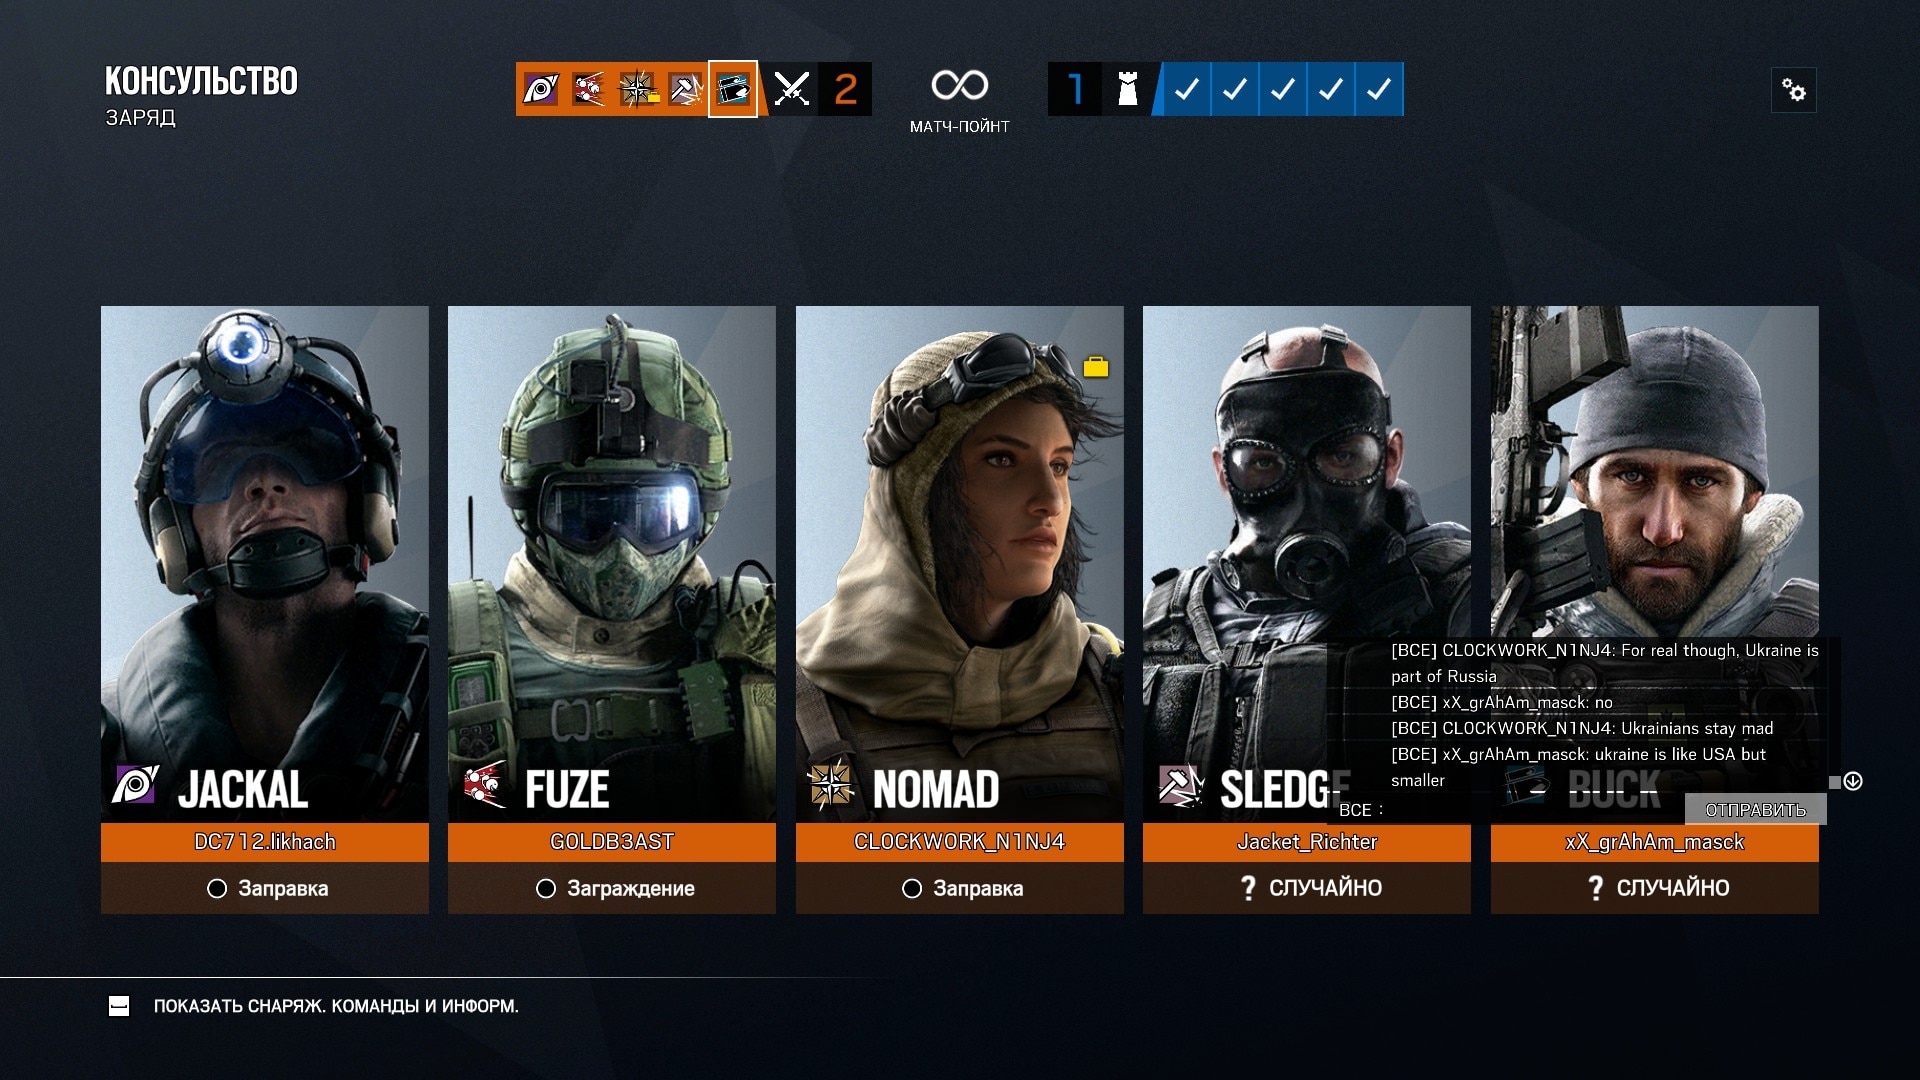 КОНСУЛЬСТВО
ЗАРЯД
2
МАТЧ-ПОЙНТ
1
JACKAL
FUZE
NOMAD
SLEDGE
BUCK
[ВСЕ] CLOCKWORK_N1NJ4: For real though, Ukraine is
part of Russia
[ВСЕ] xX_grAhAm_masck: no
[ВСЕ] CLOCKWORK_N1NJ4: Ukrainians stay mad
[ВСЕ] xX_grAhAm_masck: ukraine is like USA but
smaller
ВСЕ :
ОТПРАВИТЬ
DC712.likhach
G0LDB3AST
CLOCKWORK_N1NJ4
Jacket_Richter
xX_grAhAm_masck
Заправка
Заграждение
Заправка
? СЛУЧАЙНО
? СЛУЧАЙНО
ПОКАЗАТЬ СНАРЯЖ. КОМАНДЫ И ИНФОРМ.